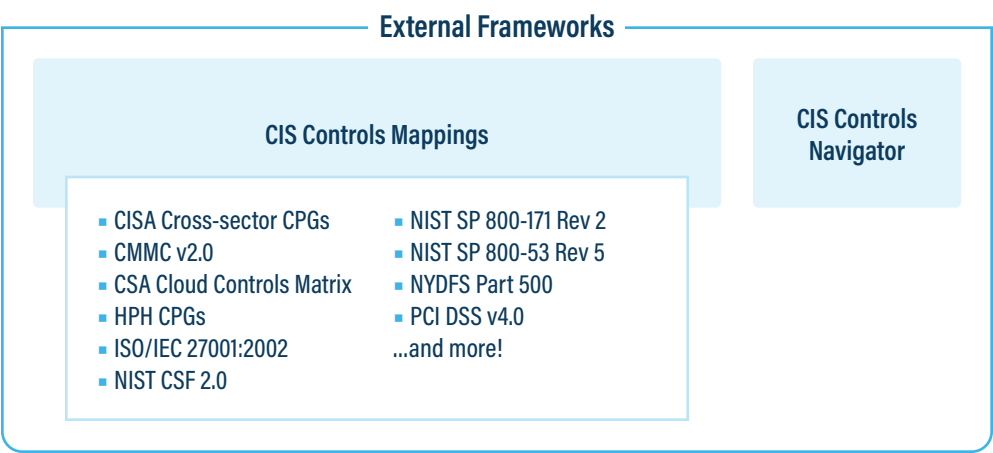 External Frameworks
CIS Controls Mappings
CIS Controls
Navigator
▪ CISA Cross-sector CPGs
▪ CMMC v2.0
▪ CSA Cloud Controls Matrix
▪ HPH CPGs
▪ ISO/IEC 27001:2002
▪ NIST CSF 2.0
▪ NIST SP 800-171 Rev 2
▪ NIST SP 800-53 Rev 5
▪ NYDFS Part 500
▪ PCI DSS v4.0
...and more!